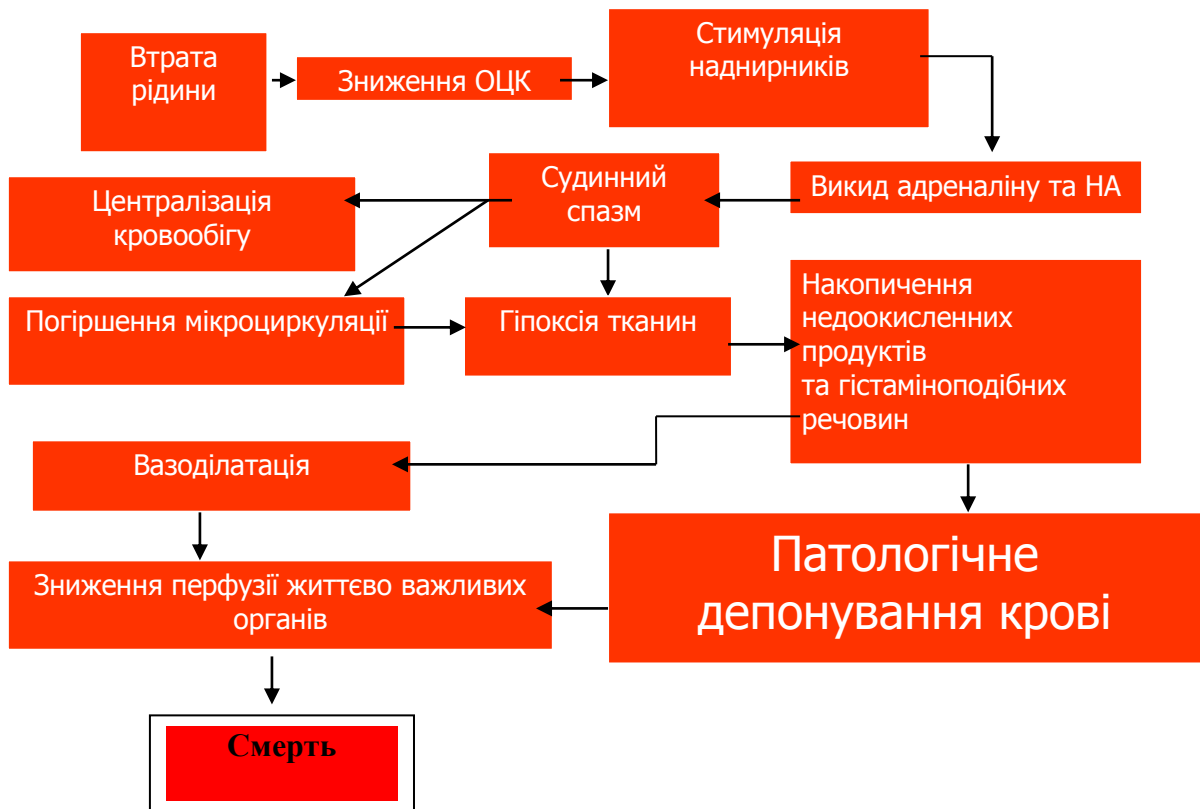 Втрата
рідини
Зниження ОЦК
Стимуляція
наднирників
Викид адреналіну та НА
Судинний
спазм
Централізація
кровообігу
Погіршення мікроциркуляції
Гіпоксія тканин
Накопичення
недоокисленних
продуктів
та гістаміноподібних
речовин
Вазоділатація
Патологічне
депонування крові
Зниження перфузії життєво важливих
органів
Смерть